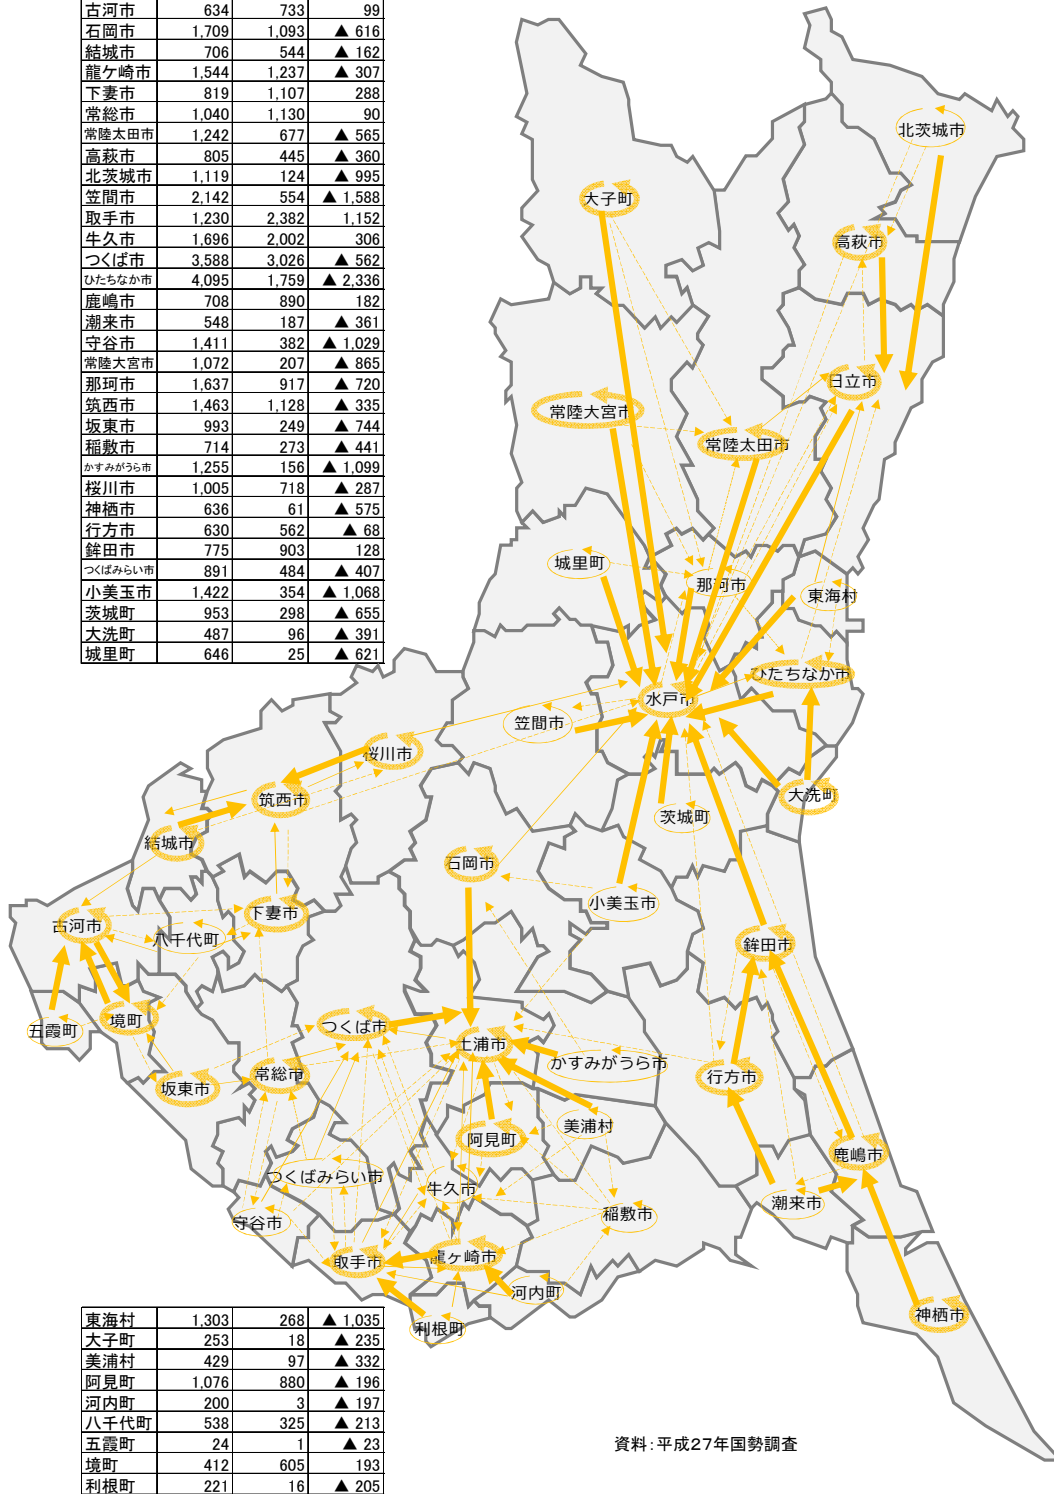 古河市 634 733 99
石岡市 1,709 1,093 ▲ 616
結城市 706 544 ▲ 162
龍ケ崎市 1,544 1,237 ▲ 307
下妻市 819 1,107 288
常総市 1,040 1,130 90
常陸太田市 1,242 677 ▲ 565
高萩市 805 445 ▲ 360
北茨城市 1,119 124 ▲ 995
笠間市 2,142 554 ▲ 1,588
取手市 1,230 2,382 1,152
牛久市 1,696 2,002 306
つくば市 3,588 3,026 ▲ 562
ひたちなか市 4,095 1,759 ▲ 2,336
鹿嶋市 708 890 182
潮来市 548 187 ▲ 361
守谷市 1,411 382 ▲ 1,029
常陸大宮市 1,072 207 ▲ 865
那珂市 1,637 917 ▲ 720
筑西市 1,463 1,128 ▲ 335
坂東市 993 249 ▲ 744
稲敷市 714 273 ▲ 441
かすみがうら市 1,255 156 ▲ 1,099
桜川市 1,005 718 ▲ 287
神栖市 636 61 ▲ 575
行方市 630 562 ▲ 68
鉾田市 775 903 128
つくばみらい市 891 484 ▲ 407
小美玉市 1,422 354 ▲ 1,068
茨城町 953 298 ▲ 655
大洗町 487 96 ▲ 391
城里町 646 25 ▲ 621
北茨城市
大子町
高萩市
日立市
常陸大宮市
常陸太田市
城里町
那珂市
東海村
ひたちなか市
水戸市
笠間市
桜川市
筑西市
大洗町
茨城町
結城市
石岡市
小美玉市
下妻市
古河市
八千代町
鉾田市
境町
五霞町
つくば市
土浦市
かすみがうら市
常総市
坂東市
行方市
美浦村
阿見町
鹿嶋市
つくばみらい市
牛久市
潮来市
稲敷市
守谷市
取手市
龍ヶ崎市
河内町
神栖市
利根町
東海村 1,303 268 ▲ 1,035
大子町 253 18 ▲ 235
美浦村 429 97 ▲ 332
阿見町 1,076 880 ▲ 196
河内町 200 3 ▲ 197
八千代町 538 325 ▲ 213
五霞町 24 1 ▲ 23
境町 412 605 193
利根町 221 16 ▲ 205
資料:平成27年国勢調査